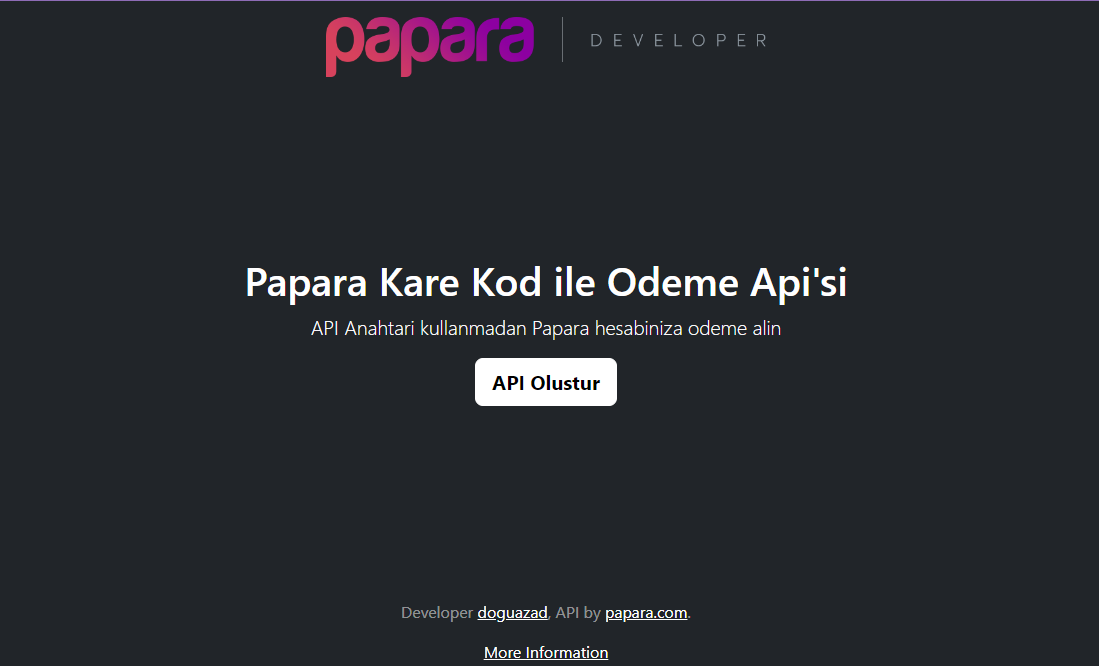 papara DEVELOPER
Papara Kare Kod ile Odeme Api'si
API Anahtari kullanmadan Papara hesabiniza odeme alin
API Olustur
Developer doguazad, API by papara.com.
More Information